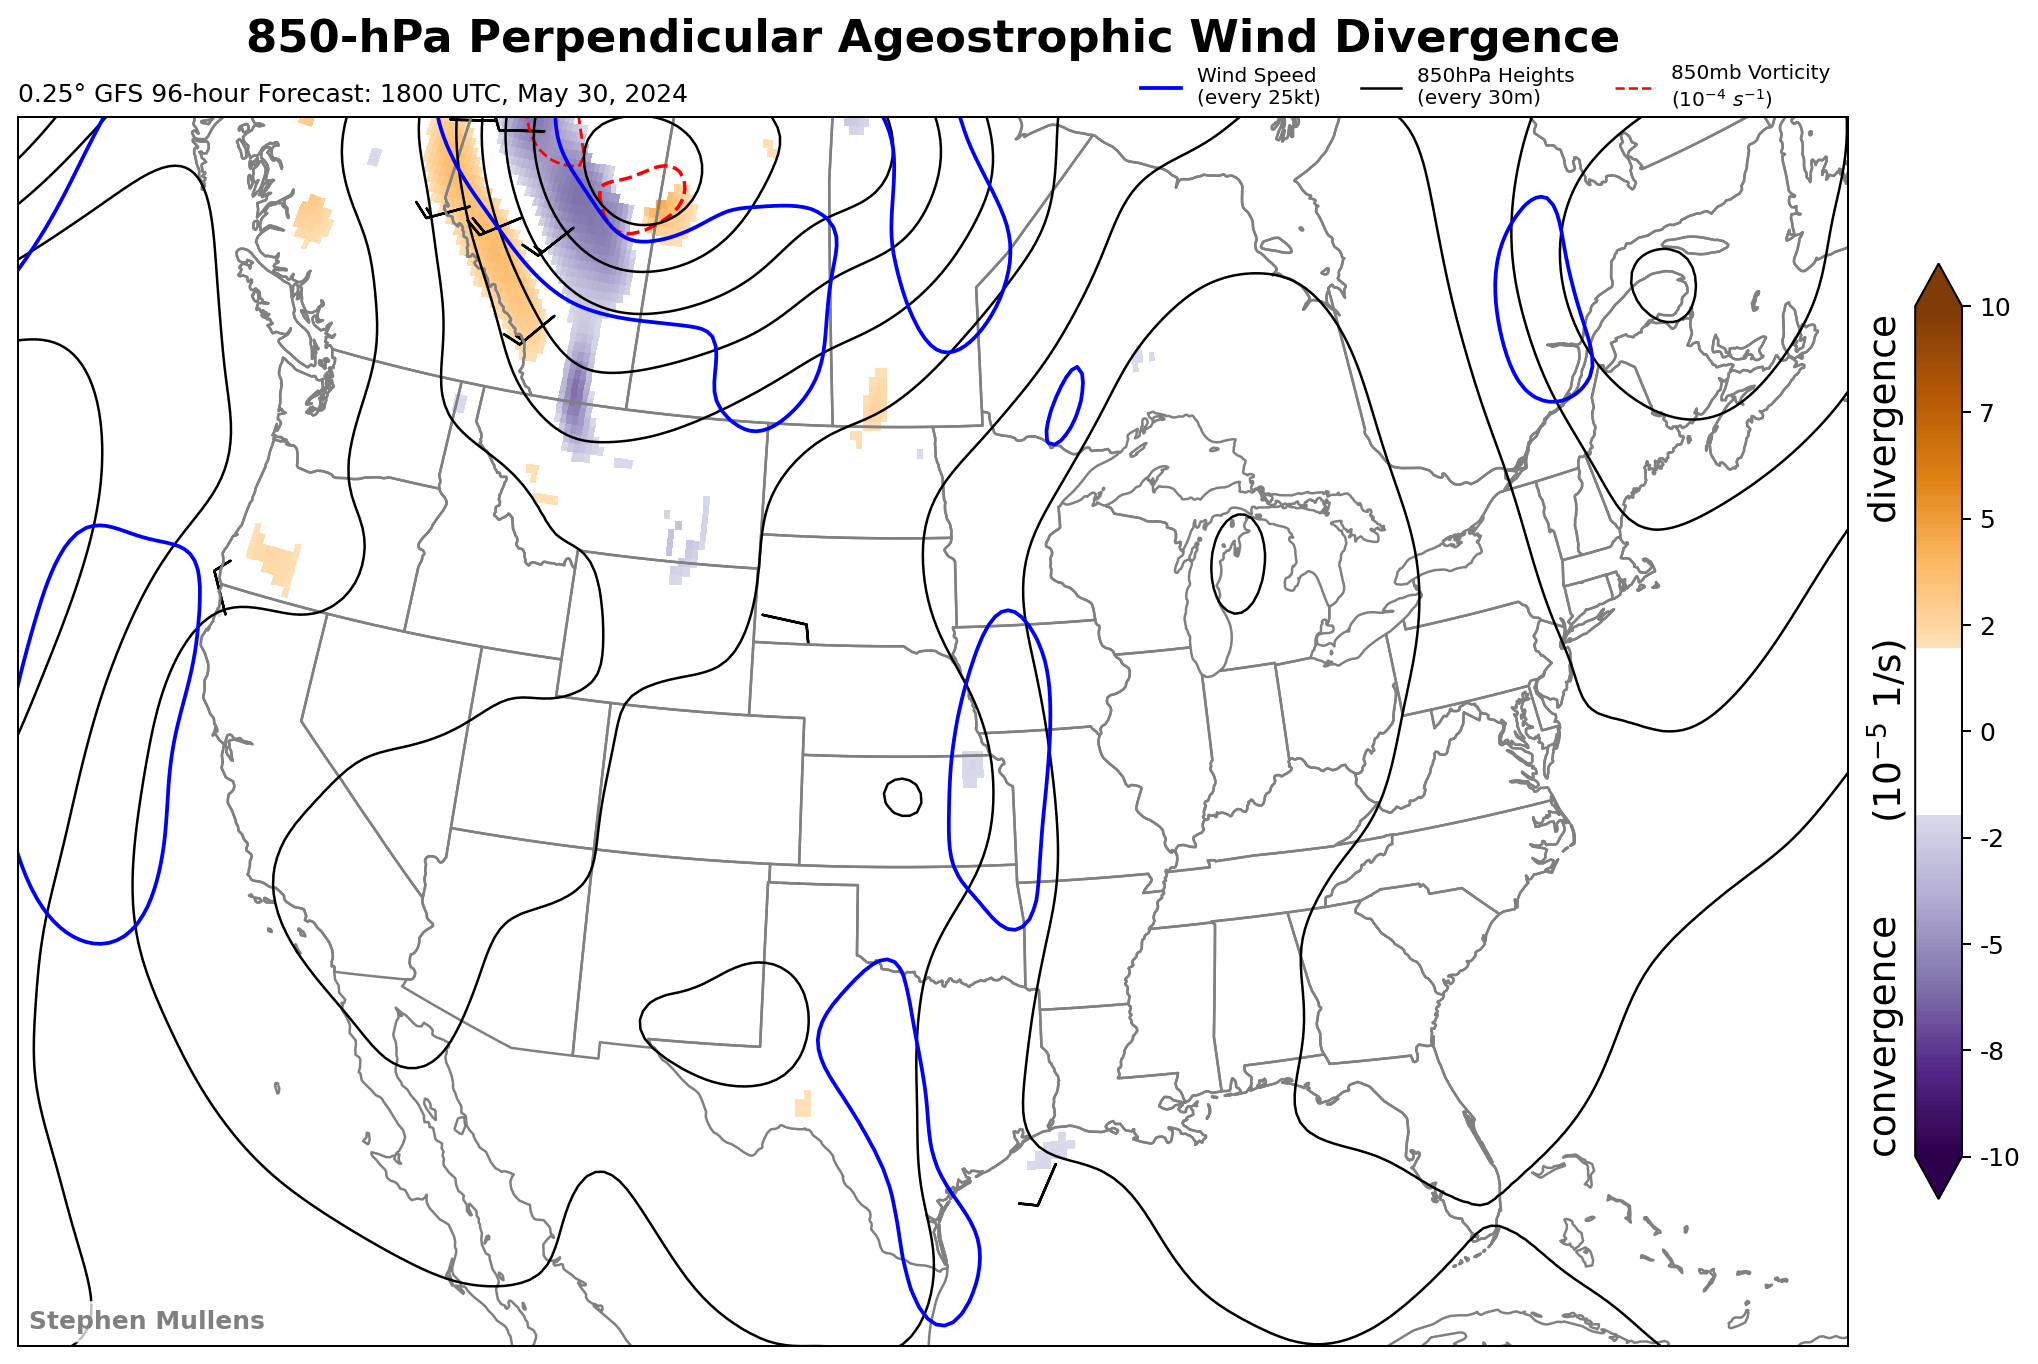 850-hPa Perpendicular Ageostrophic Wind Divergence
0.25° GFS 96-hour Forecast: 1800 UTC, May 30, 2024
Wind Speed
(every 25kt)
850hPa Heights
(every 30m)
850mb Vorticity
(10⁻⁴ s⁻¹)
10
7
5
2
0
-2
-5
-8
-10
convergence (10⁻⁵ 1/s) divergence
Stephen Mullens